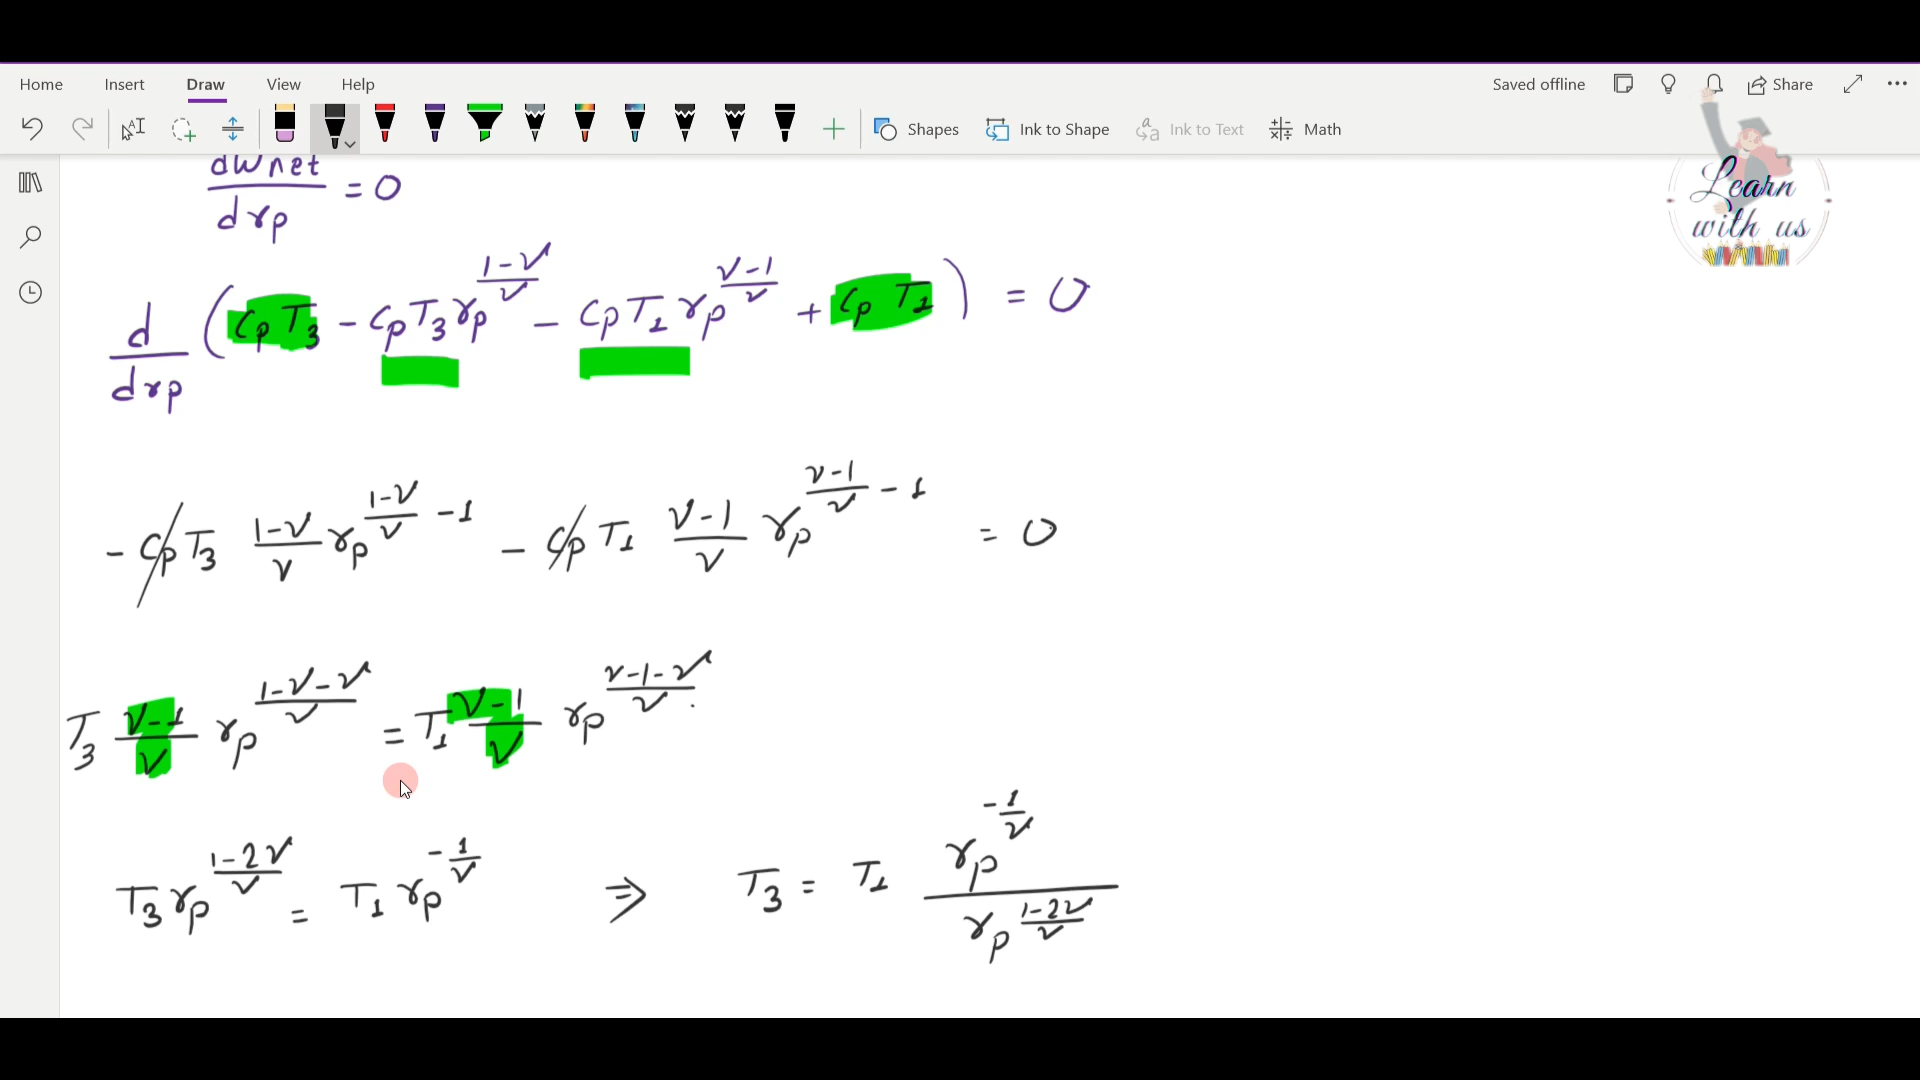 Home Insert Draw View Help Saved offline Share
Shapes Ink to Shape Ink to Text Math
Learn
with us
dwnet/drp = 0
d/drp (CpT3 - CpT3 rp^((1-γ)/γ) - CpT1 rp^((γ-1)/γ) + CpT1) = 0
- CpT3 (1-γ)/γ rp^((1-γ)/γ - 1) - CpT1 (γ-1)/γ rp^((γ-1)/γ - 1) = 0
T3 (γ-1)/γ rp^((1-γ-γ)/γ) = T1 (γ-1)/γ rp^((γ-1-γ)/γ)
T3 rp^((1-2γ)/γ) = T1 rp^(-1/γ) ⇒ T3 = T1 rp^(-1/γ) / rp^((1-2γ)/γ)